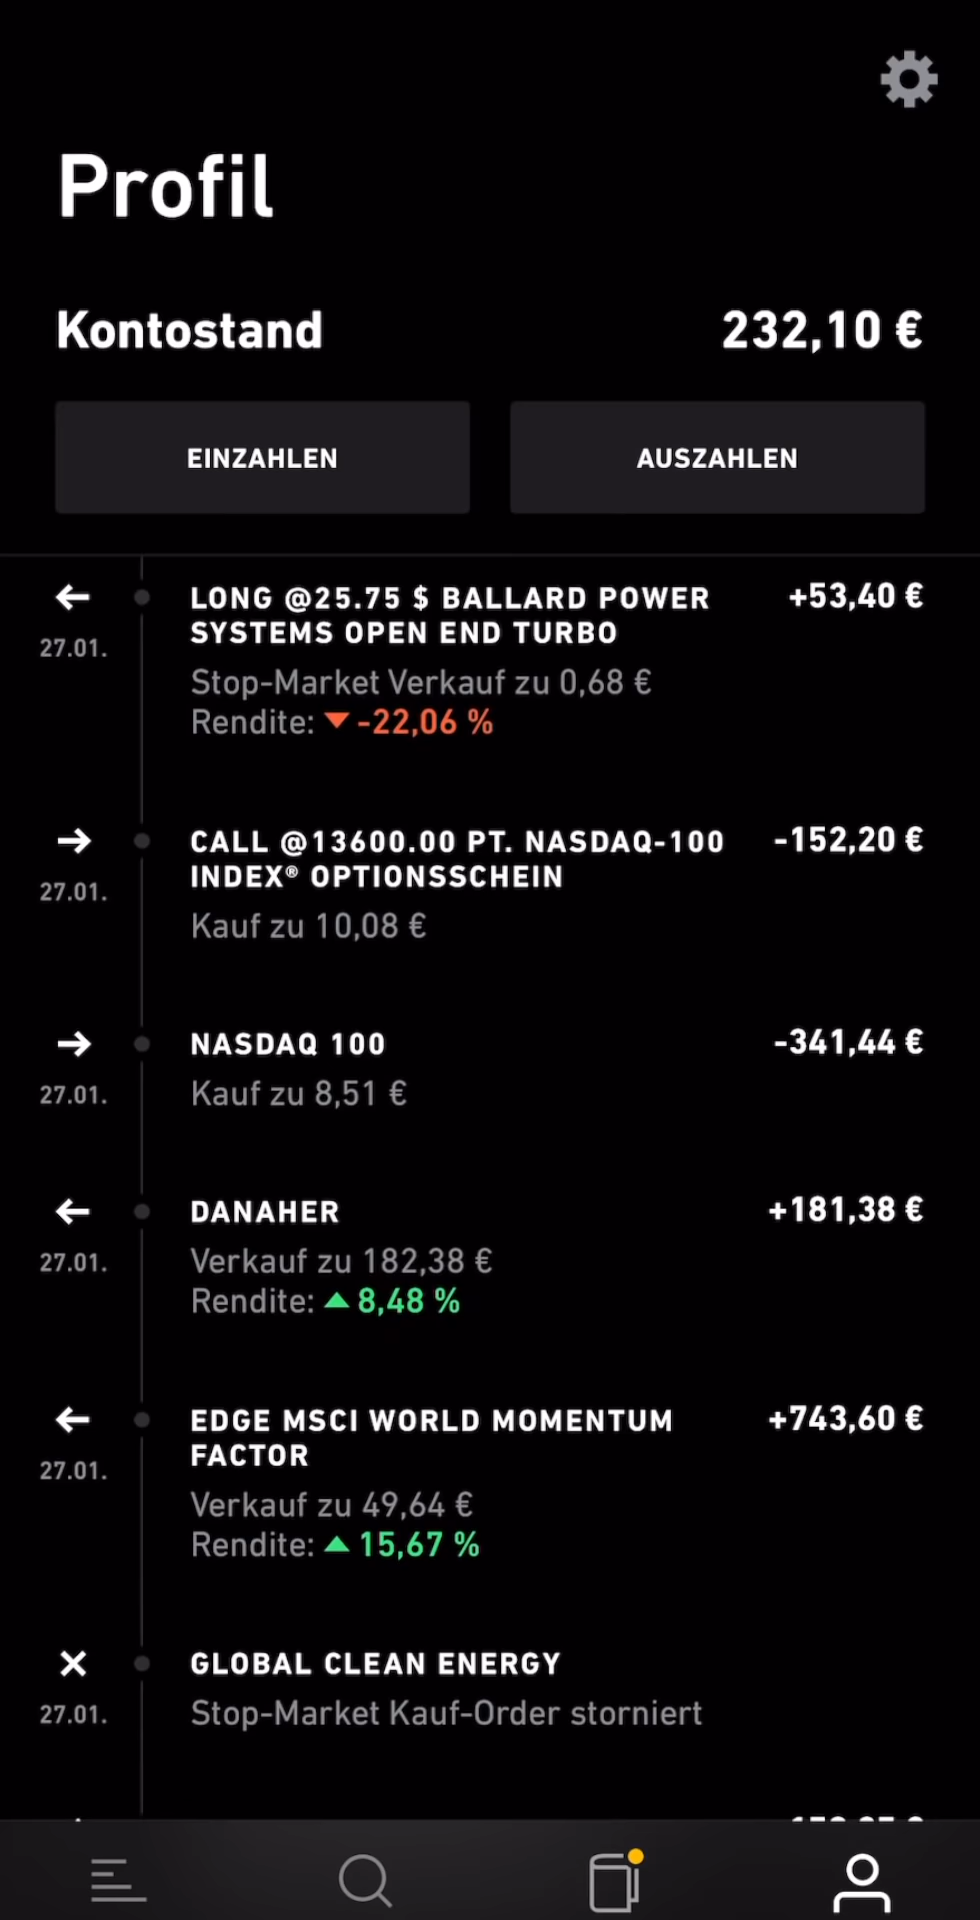 Profil
Kontostand 232,10 €
EINZAHLEN AUSZAHLEN
LONG @25.75 $ BALLARD POWER +53,40 €
SYSTEMS OPEN END TURBO
27.01.
Stop-Market Verkauf zu 0,68 €
Rendite: -22,06 %
CALL @13600.00 PT. NASDAQ-100 -152,20 €
INDEX® OPTIONSSCHEIN
27.01.
Kauf zu 10,08 €
NASDAQ 100 -341,44 €
27.01. Kauf zu 8,51 €
DANAHER +181,38 €
27.01. Verkauf zu 182,38 €
Rendite: 8,48 %
EDGE MSCI WORLD MOMENTUM +743,60 €
FACTOR
27.01.
Verkauf zu 49,64 €
Rendite: 15,67 %
GLOBAL CLEAN ENERGY
27.01. Stop-Market Kauf-Order storniert